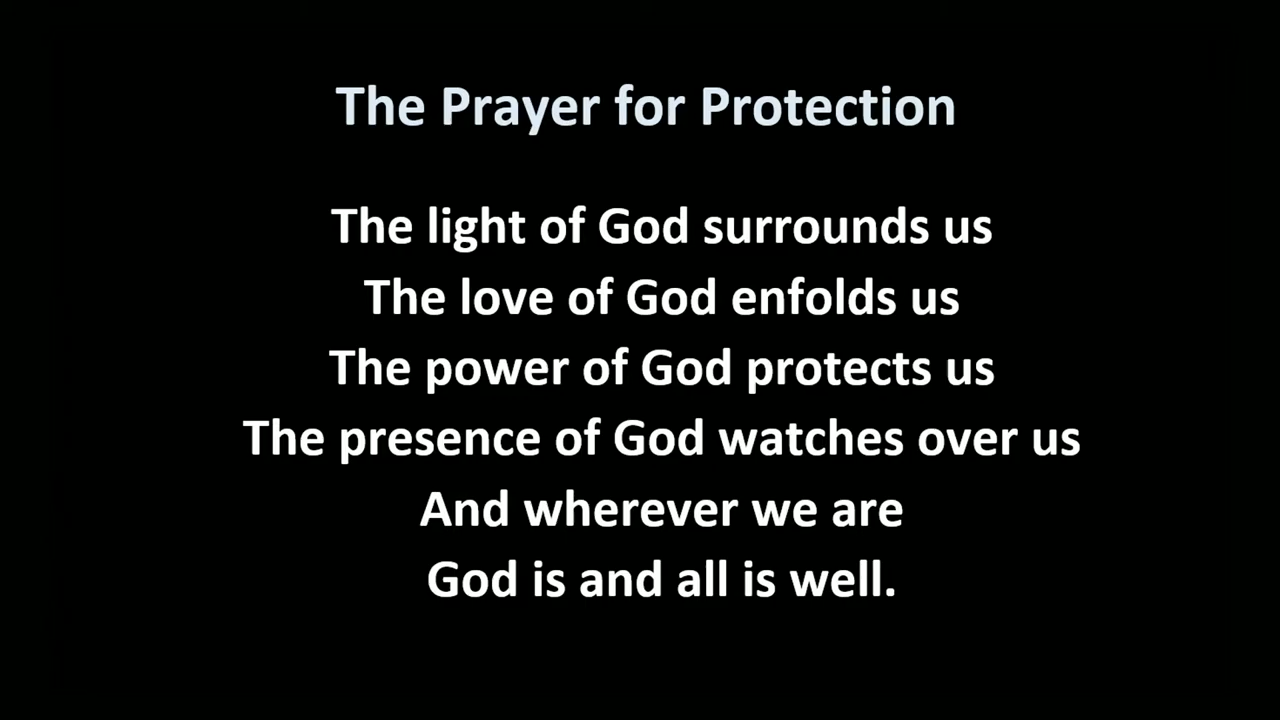 The Prayer for Protection
The light of God surrounds us
The love of God enfolds us
The power of God protects us
The presence of God watches over us
And wherever we are
God is and all is well.